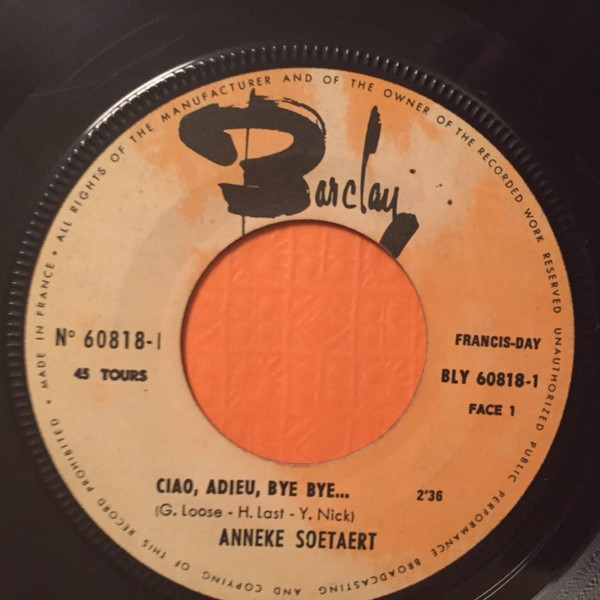 • MADE IN FRANCE • ALL RIGHTS OF THE MANUFACTURER AND OF THE OWNER OF THE RECORDED WORK RESERVED UNAUTHORIZED PUBLIC PERFORMANCE BROADCASTING AND COPYING OF THIS RECORD PROHIBITED
Barclay
N° 60818-1
45 TOURS
FRANCIS-DAY
BLY 60818-1
FACE 1
CIAO, ADIEU, BYE BYE...
2'36
(G. Loose - H. Last - Y. Nick)
ANNEKE SOETAERT